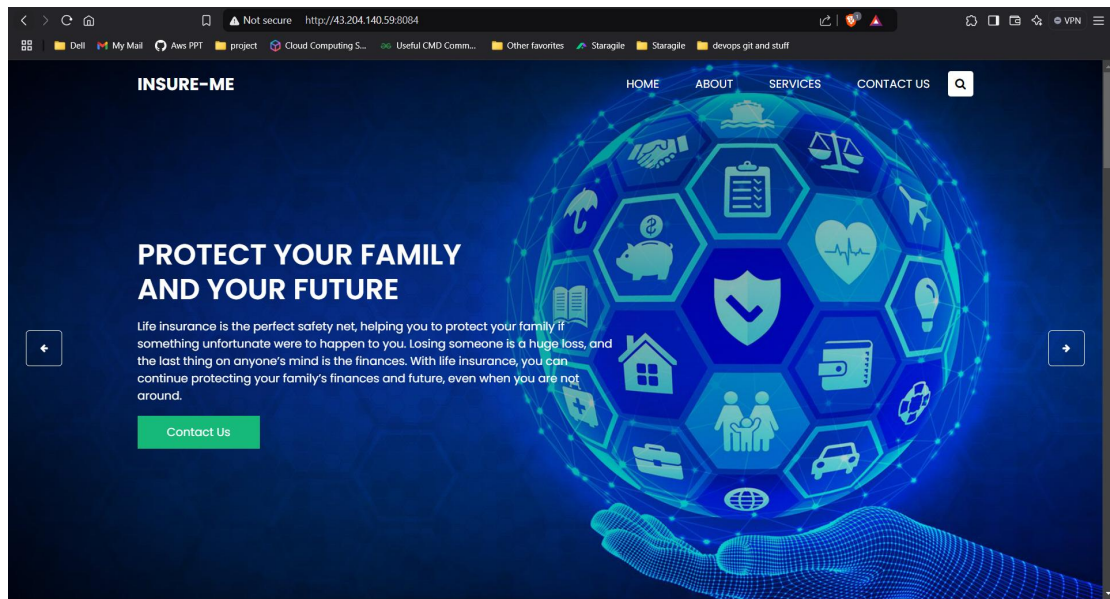 Not secure http://43.204.140.59:8084
VPN
Dell My Mail Aws PPT project Cloud Computing S... Useful CMD Comm... Other favorites Staragile Staragile devops git and stuff
INSURE-ME
HOME ABOUT SERVICES CONTACT US
PROTECT YOUR FAMILY
AND YOUR FUTURE
Life insurance is the perfect safety net, helping you to protect your family if
something unfortunate were to happen to you. Losing someone is a huge loss, and
the last thing on anyone's mind is the finances. With life insurance, you can
continue protecting your family's finances and future, even when you are not
around.
Contact Us